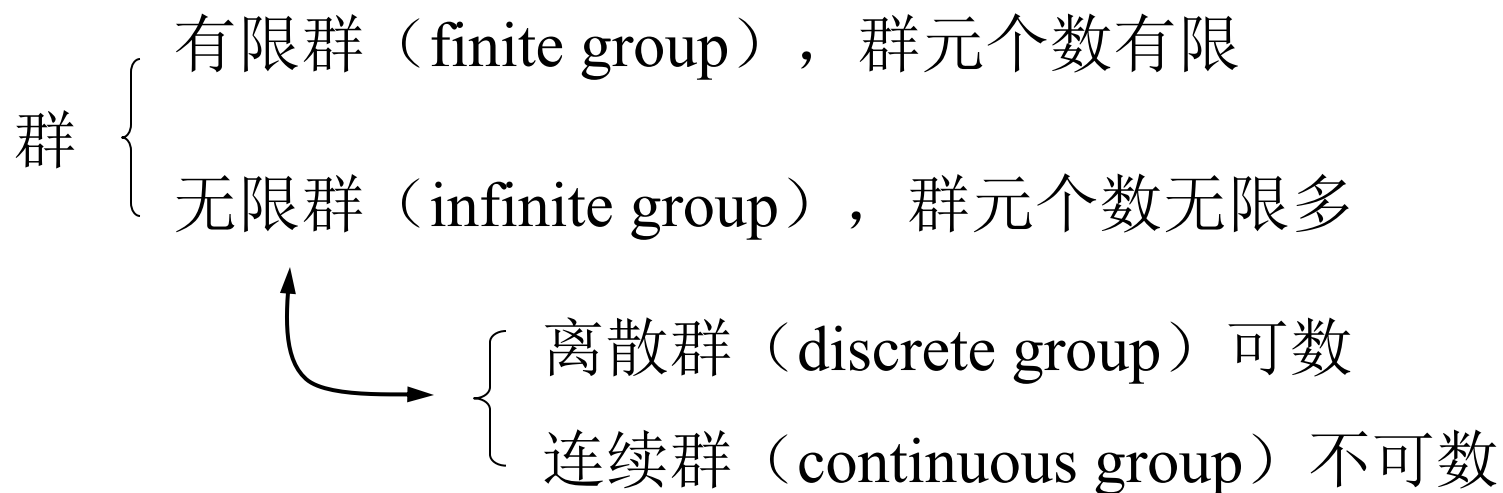 有限群（finite group），群元个数有限
群
无限群（infinite group），群元个数无限多
离散群（discrete group）可数
连续群（continuous group）不可数